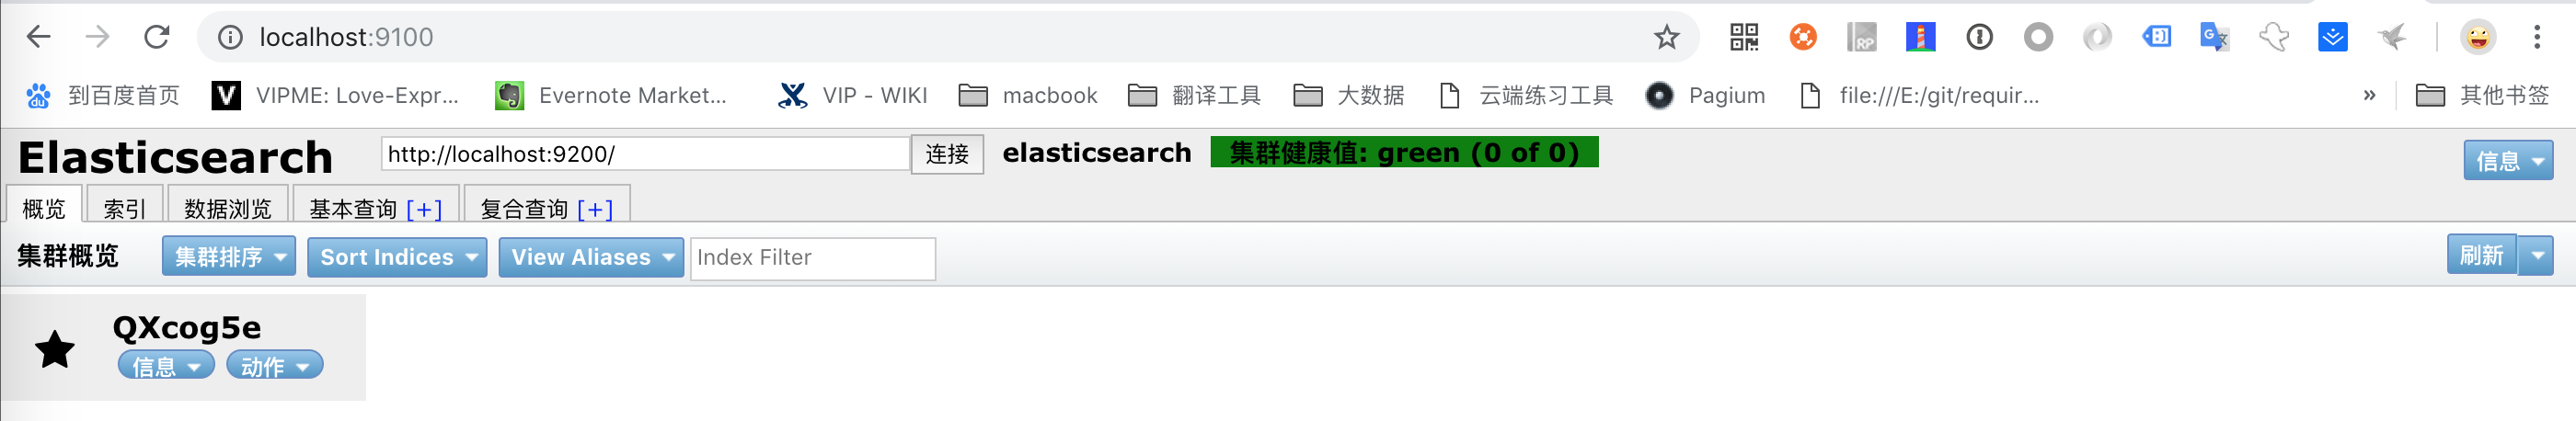 localhost:9100
到百度首页 VIPME: Love-Expr... Evernote Market... VIP - WIKI macbook 翻译工具 大数据 云端练习工具 Pagium file:///E:/git/requir... » 其他书签
Elasticsearch http://localhost:9200/ 连接 elasticsearch 集群健康值: green (0 of 0) 信息
概览 索引 数据浏览 基本查询 [+] 复合查询 [+]
集群概览 集群排序 Sort Indices View Aliases Index Filter 刷新
QXcog5e
信息 动作